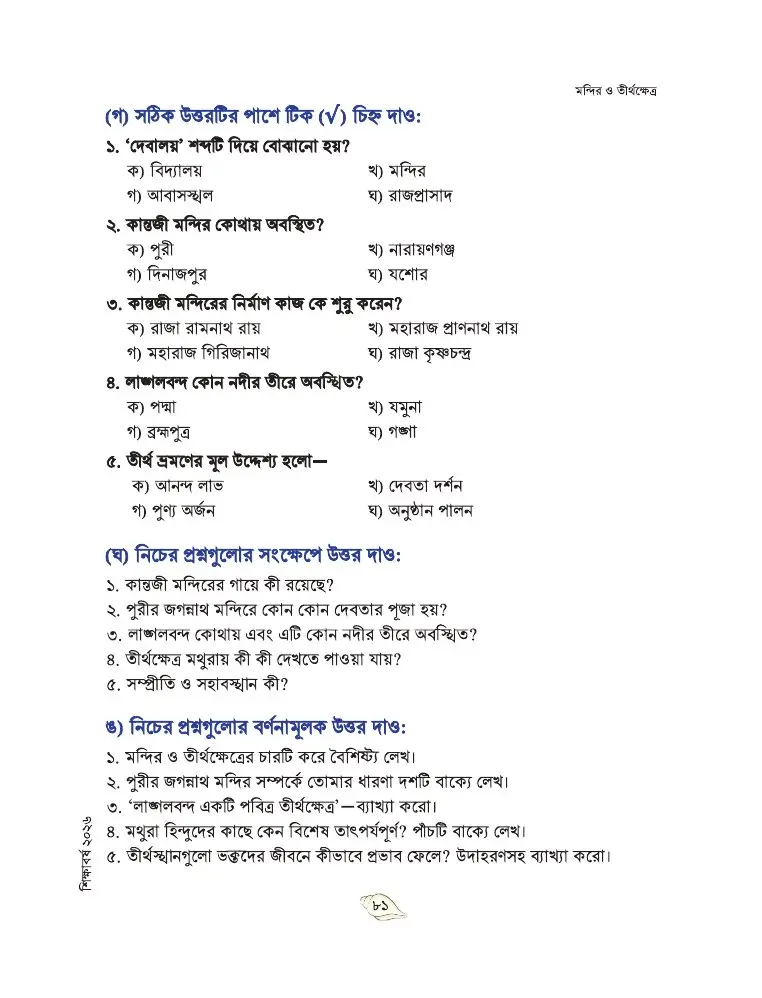 মন্দির ও তীর্থক্ষেত্র
(গ) সঠিক উত্তরটির পাশে টিক (√) চিহ্ন দাও:
১. ‘দেবালয়’ শব্দটি দিয়ে বোঝানো হয়?
ক) বিদ্যালয় খ) মন্দির
গ) আবাসস্থল ঘ) রাজপ্রাসাদ
২. কান্তজী মন্দির কোথায় অবস্থিত?
ক) পুরী খ) নারায়ণগঞ্জ
গ) দিনাজপুর ঘ) যশোর
৩. কান্তজী মন্দিরের নির্মাণ কাজ কে শুরু করেন?
ক) রাজা রামনাথ রায় খ) মহারাজ প্রাণনাথ রায়
গ) মহারাজ গিরিজানাথ ঘ) রাজা কৃষ্ণচন্দ্র
৪. লাঙ্গলবন্দ কোন নদীর তীরে অবস্থিত?
ক) পদ্মা খ) যমুনা
গ) ব্রহ্মপুত্র ঘ) গঙ্গা
৫. তীর্থ ভ্রমণের মূল উদ্দেশ্য হলো—
ক) আনন্দ লাভ খ) দেবতা দর্শন
গ) পুণ্য অর্জন ঘ) অনুষ্ঠান পালন
(ঘ) নিচের প্রশ্নগুলোর সংক্ষেপে উত্তর দাও:
১. কান্তজী মন্দিরের গায়ে কী রয়েছে?
২. পুরীর জগন্নাথ মন্দিরে কোন কোন দেবতার পূজা হয়?
৩. লাঙ্গলবন্দ কোথায় এবং এটি কোন নদীর তীরে অবস্থিত?
৪. তীর্থক্ষেত্র মথুরায় কী কী দেখতে পাওয়া যায়?
৫. সম্প্রীতি ও সহাবস্থান কী?
ঙ) নিচের প্রশ্নগুলোর বর্ণনামূলক উত্তর দাও:
১. মন্দির ও তীর্থক্ষেত্রের চারটি করে বৈশিষ্ট্য লেখ।
২. পুরীর জগন্নাথ মন্দির সম্পর্কে তোমার ধারণা দশটি বাক্যে লেখ।
৩. ‘লাঙ্গলবন্দ একটি পবিত্র তীর্থক্ষেত্র’—ব্যাখ্যা করো।
৪. মথুরা হিন্দুদের কাছে কেন বিশেষ তাৎপর্যপূর্ণ? পাঁচটি বাক্যে লেখ।
৫. তীর্থস্থানগুলো ভক্তদের জীবনে কীভাবে প্রভাব ফেলে? উদাহরণসহ ব্যাখ্যা করো।
শিক্ষাবর্ষ ২০২৬
৮১